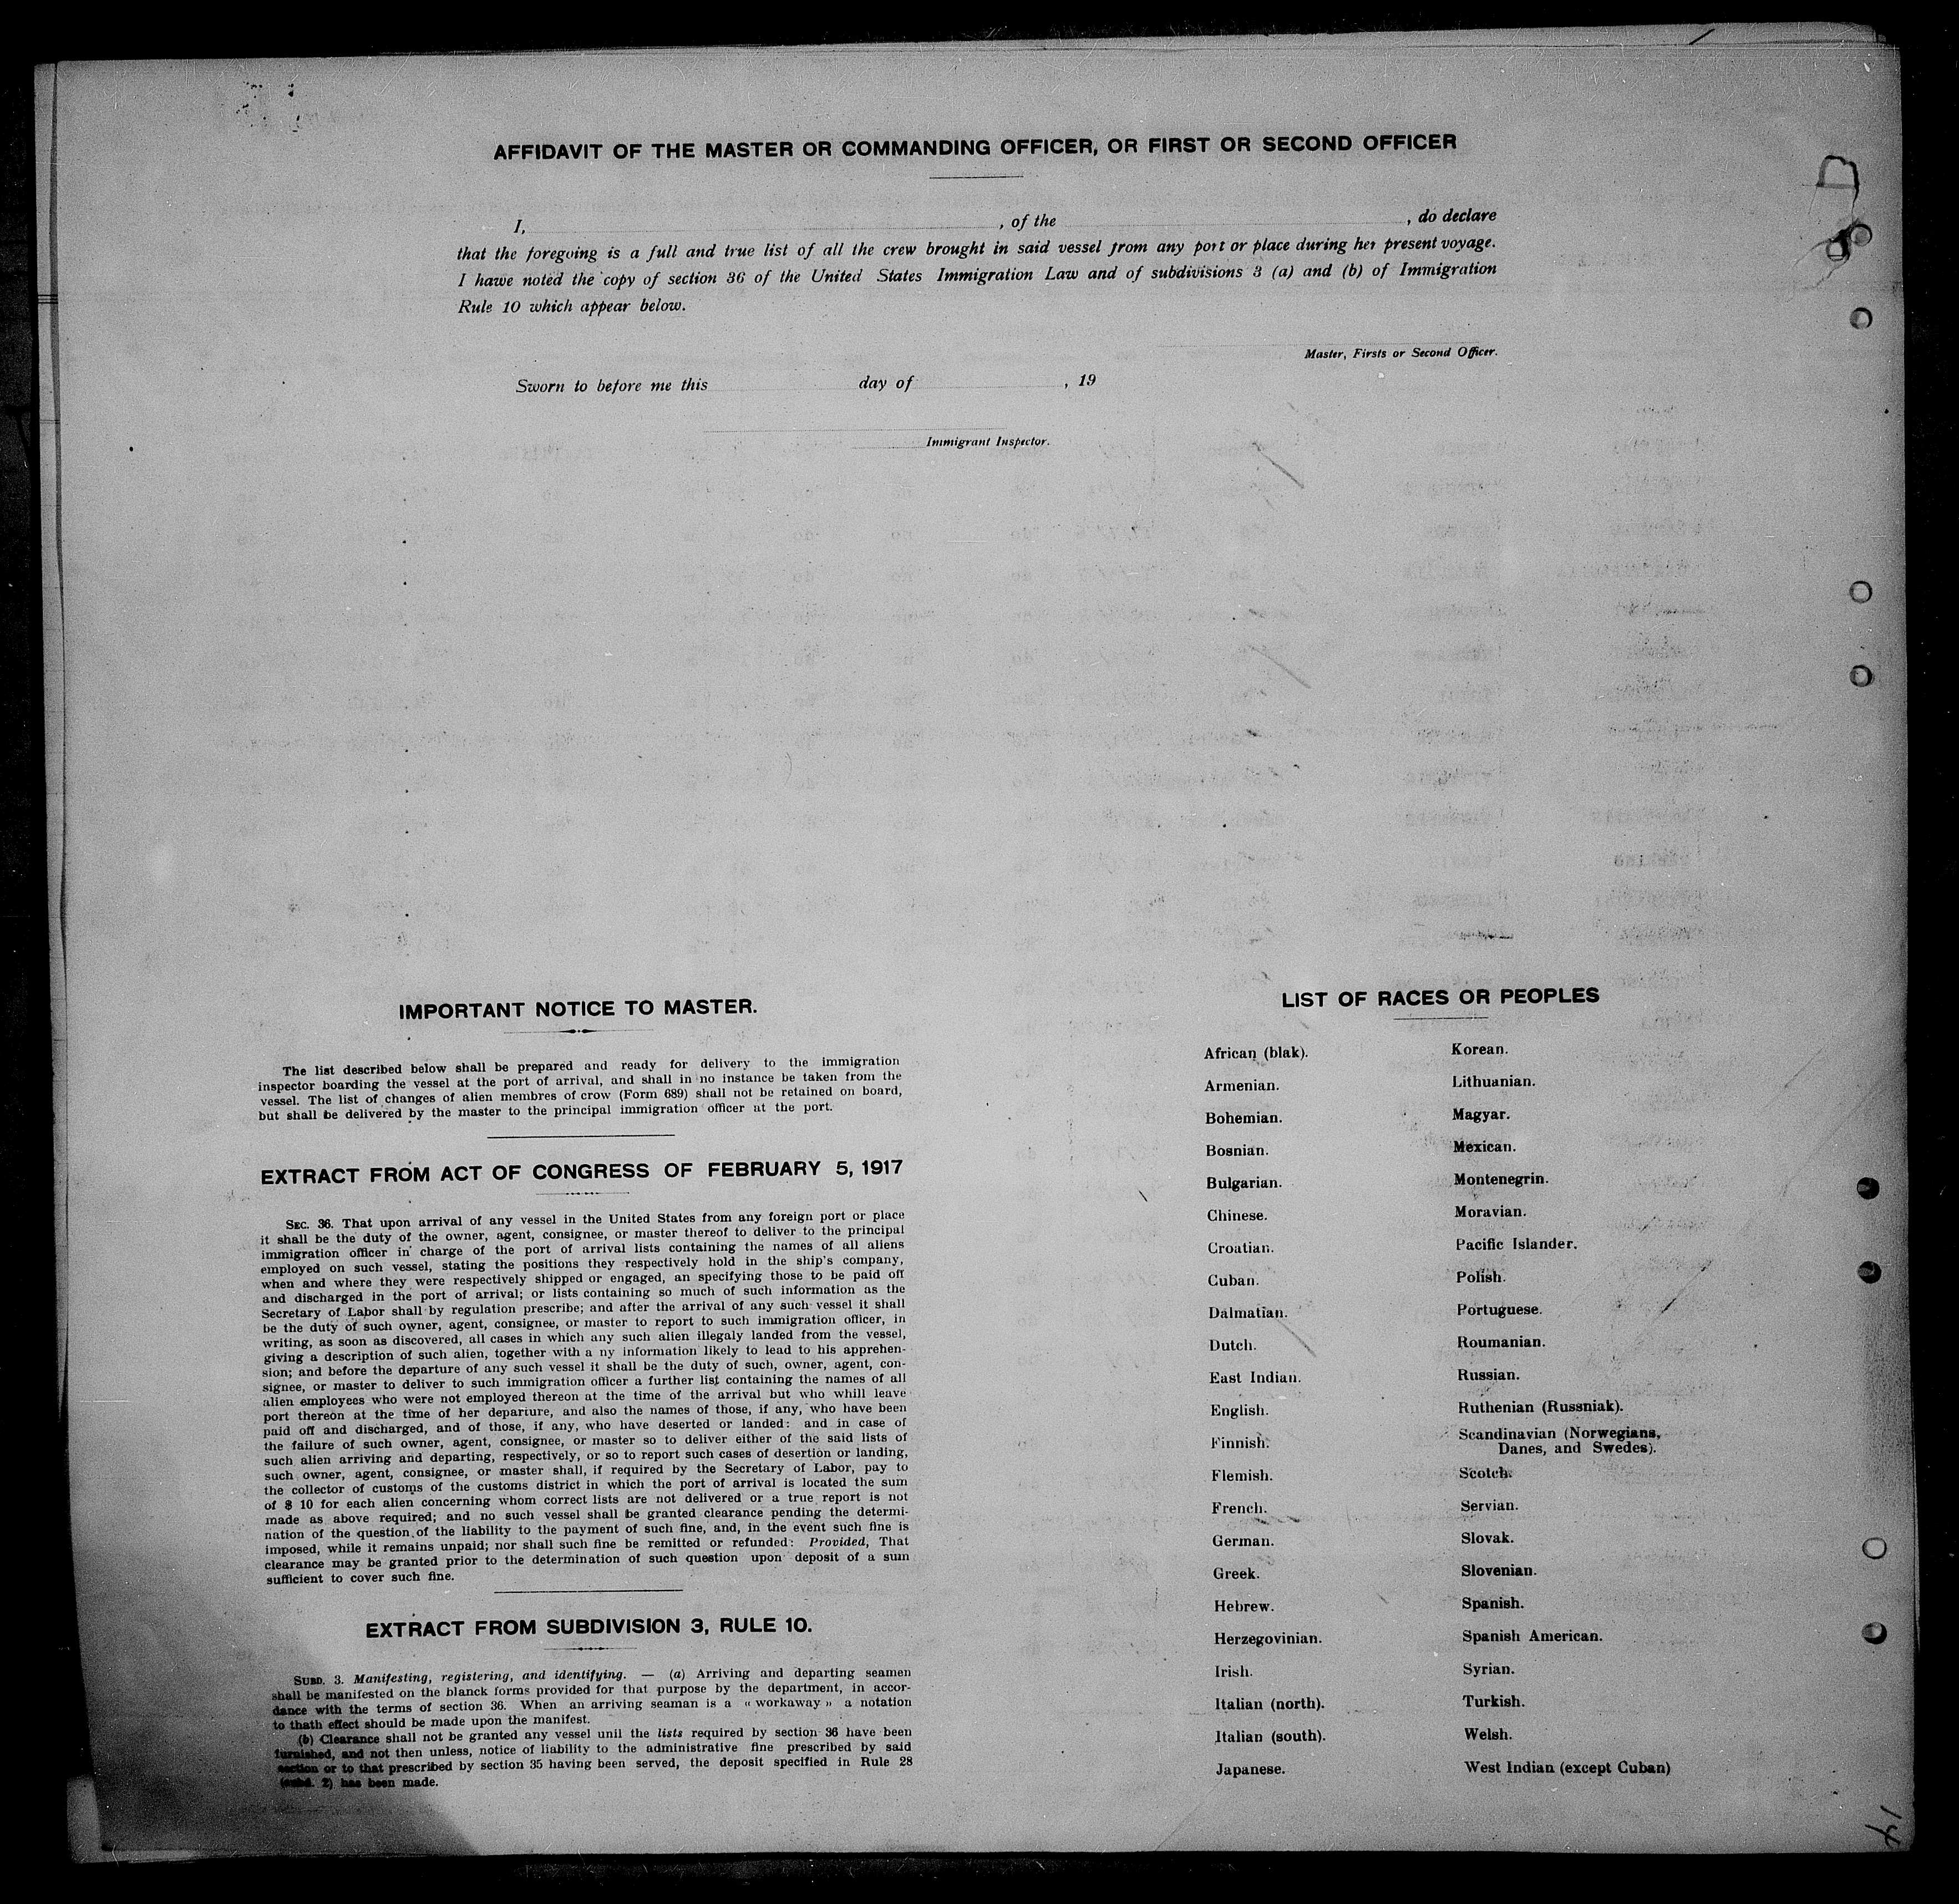 AFFIDAVIT OF THE MASTER OR COMMANDING OFFICER, OR FIRST OR SECOND OFFICER
I, , of the , do declare
that the foregoing is a full and true list of all the crew brought in said vessel from any port or place during her present voyage.
I hawe noted the copy of section 36 of the United States Immigration Law and of subdivisions 3 (a) and (b) of Immigration
Rule 10 which appear below.
Master, Firsts or Second Officer.
Sworn to before me this day of , 19
Immigrant Inspector.
IMPORTANT NOTICE TO MASTER.
The list described below shall be prepared and ready for delivery to the immigration
inspector boarding the vessel at the port of arrival, and shall in no instance be taken from the
vessel. The list of changes of alien membres of crow (Form 689) shall not be retained on board,
but shall be delivered by the master to the principal immigration officer at the port.
EXTRACT FROM ACT OF CONGRESS OF FEBRUARY 5, 1917
SEC. 36. That upon arrival of any vessel in the United States from any foreign port or place
it shall be the duty of the owner, agent, consignee, or master thereof to deliver to the principal
immigration officer in charge of the port of arrival lists containing the names of all aliens
employed on such vessel, stating the positions they respectively hold in the ship's company,
when and where they were respectively shipped or engaged, an specifying those to be paid off
and discharged in the port of arrival; or lists containing so much of such information as the
Secretary of Labor shall by regulation prescribe; and after the arrival of any such vessel it shall
be the duty of such owner, agent, consignee, or master to report to such immigration officer, in
writing, as soon as discovered, all cases in which any such alien illegaly landed from the vessel,
giving a description of such alien, together with a ny information likely to lead to his apprehen-
sion; and before the departure of any such vessel it shall be the duty of such, owner, agent, con-
signee, or master to deliver to such immigration officer a further list containing the names of all
alien employees who were not employed thereon at the time of the arrival but who whill leave
port thereon at the time of her departure, and also the names of those, if any, who have been
paid off and discharged, and of those, if any, who have deserted or landed: and in case of
the failure of such owner, agent, consignee, or master so to deliver either of the said lists of
such alien arriving and departing, respectively, or so to report such cases of desertion or landing,
such owner, agent, consignee, or master shall, if required by the Secretary of Labor, pay to
the collector of customs of the customs district in which the port of arrival is located the sum
of $ 10 for each alien concerning whom correct lists are not delivered or a true report is not
made as above required; and no such vessel shall be granted clearance pending the determi-
nation of the question of the liability to the payment of such fine, and, in the event such fine is
imposed, while it remains unpaid; nor shall such fine be remitted or refunded: Provided, That
clearance may be granted prior to the determination of such question upon deposit of a sum
sufficient to cover such fine.
EXTRACT FROM SUBDIVISION 3, RULE 10.
SUBD. 3. Manifesting, registering, and identifying. — (a) Arriving and departing seamen
shall be manifested on the blanck forms provided for that purpose by the department, in accor-
dance with the terms of section 36. When an arriving seaman is a « workaway » a notation
to thath effect should be made upon the manifest.
(b) Clearance shall not be granted any vessel unil the lists required by section 36 have been
furnished, and not then unless, notice of liability to the administrative fine prescribed by said
section or to that prescribed by section 35 having been served, the deposit specified in Rule 28
(subd. 2) has been made.
LIST OF RACES OR PEOPLES
African (blak).
Armenian.
Bohemian.
Bosnian.
Bulgarian.
Chinese.
Croatian.
Cuban.
Dalmatian.
Dutch.
East Indian.
English.
Finnish.
Flemish.
French.
German.
Greek.
Hebrew.
Herzegovinian.
Irish.
Italian (north).
Italian (south).
Japanese.
Korean.
Lithuanian.
Magyar.
Mexican.
Montenegrin.
Moravian.
Pacific Islander.
Polish.
Portuguese.
Roumanian.
Russian.
Ruthenian (Russniak).
Scandinavian (Norwegians,
Danes, and Swedes).
Scotch.
Servian.
Slovak.
Slovenian.
Spanish.
Spanish American.
Syrian.
Turkish.
Welsh.
West Indian (except Cuban)
14